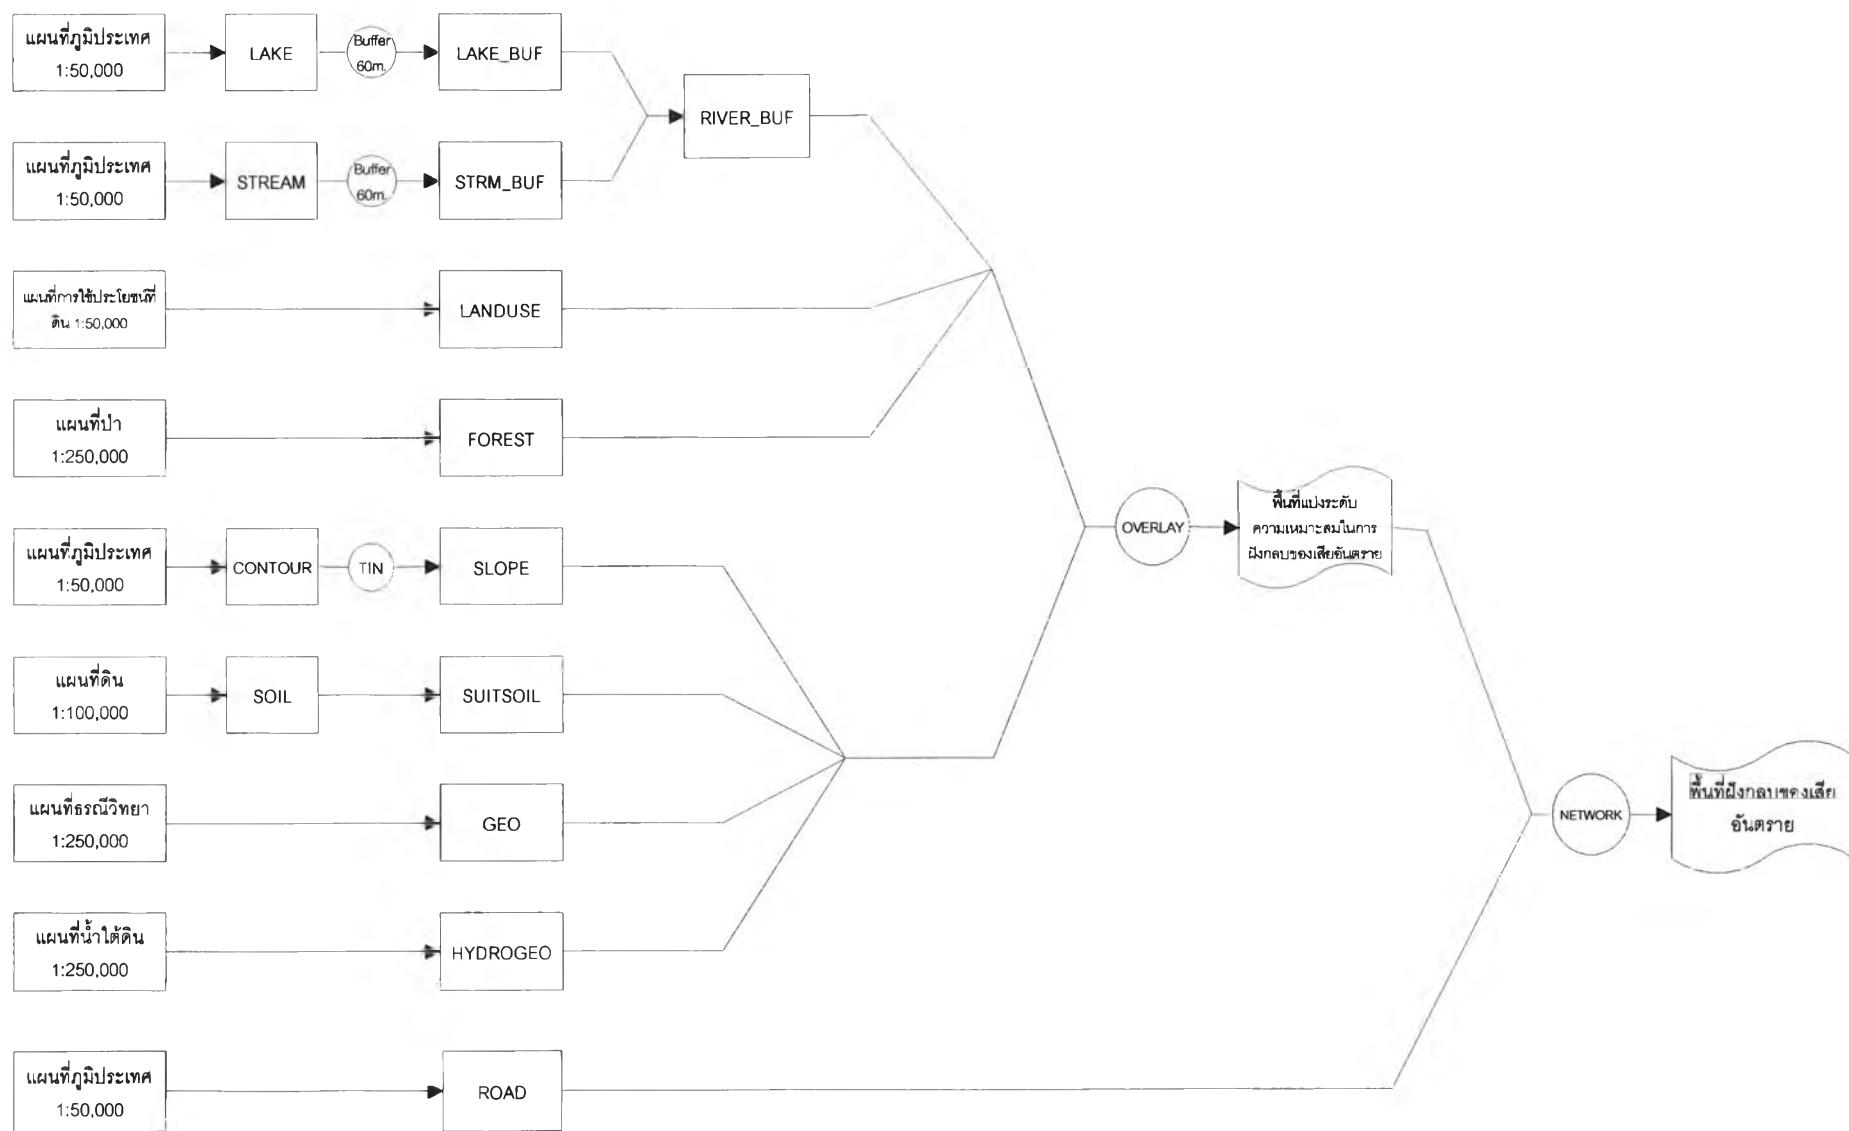 แผนที่ภูมิประเทศ
1:50,000
LAKE
Buffer
60m.
LAKE_BUF
RIVER_BUF
แผนที่ภูมิประเทศ
1:50,000
STREAM
Buffer
60m.
STRM_BUF
แผนที่การใช้ประโยชน์ที่
ดิน 1:50,000
LANDUSE
แผนที่ป่า
1:250,000
FOREST
แผนที่ภูมิประเทศ
1:50,000
CONTOUR
TIN
SLOPE
OVERLAY
พื้นที่แบ่งระดับ
ความเหมาะสมในการ
ฝังกลบของเสียอันตราย
แผนที่ดิน
1:100,000
SOIL
SUITSOIL
แผนที่ธรณีวิทยา
1:250,000
GEO
NETWORK
พื้นที่ฝังกลบของเสีย
อันตราย
แผนที่น้ำใต้ดิน
1:250,000
HYDROGEO
แผนที่ภูมิประเทศ
1:50,000
ROAD